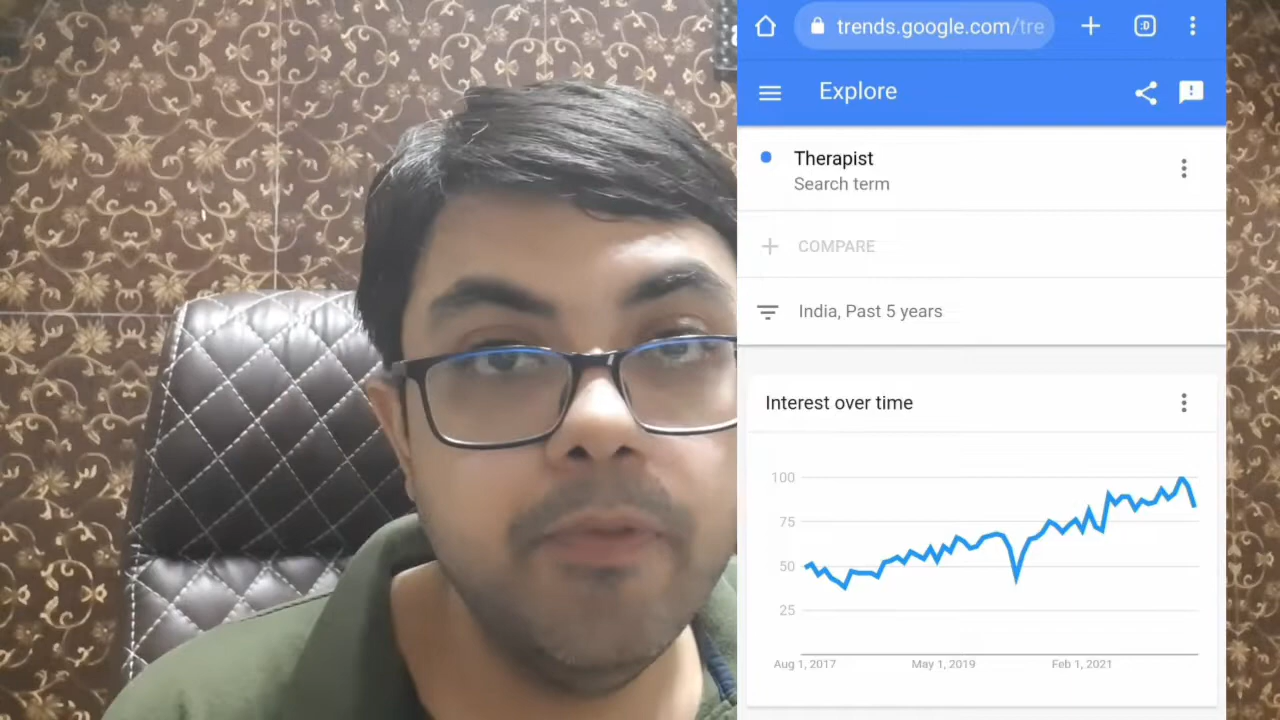 trends.google.com/tre
:D
Explore
Therapist
Search term
COMPARE
India, Past 5 years
Interest over time
100
75
50
25
Aug 1, 2017
May 1, 2019
Feb 1, 2021